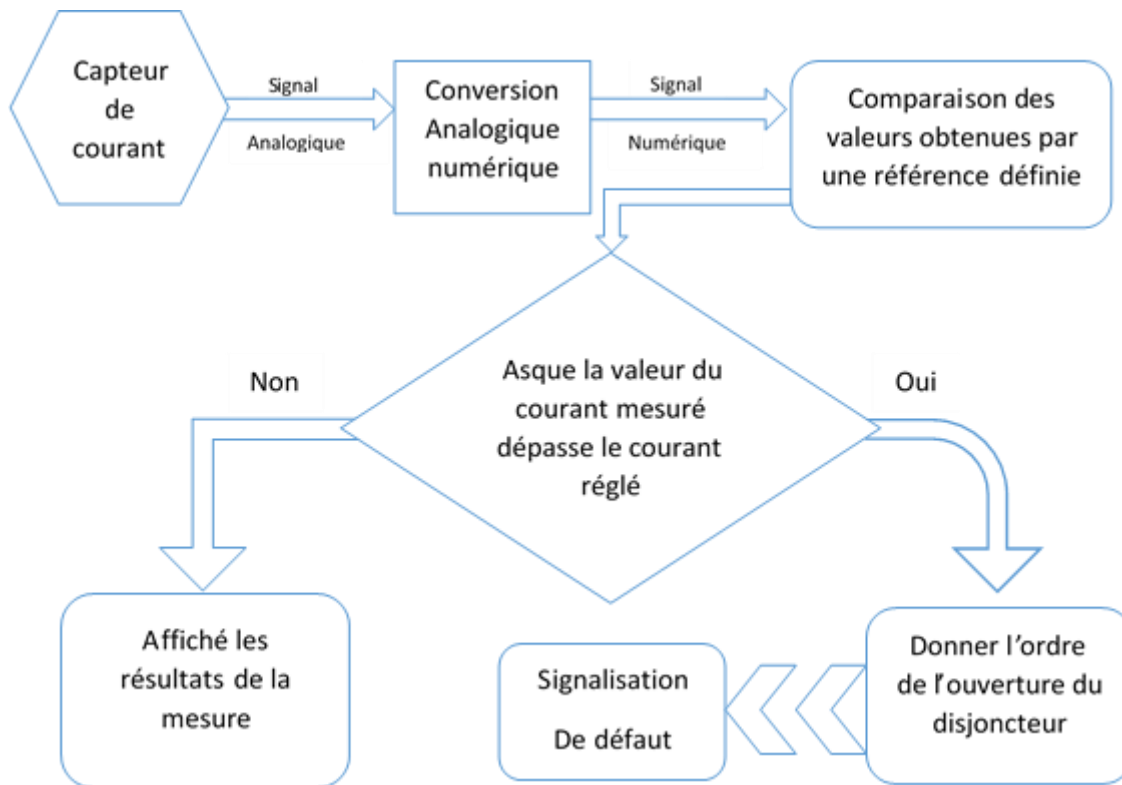 Capteur
de
courant
Signal
Analogique
Conversion
Analogique
numérique
Signal
Numérique
Comparaison des
valeurs obtenues par
une référence définie
Asque la valeur du
courant mesuré
dépasse le courant
réglé
Non
Oui
Affiché les
résultats de la
mesure
Signalisation
De défaut
Donner l'ordre
de l'ouverture du
disjoncteur